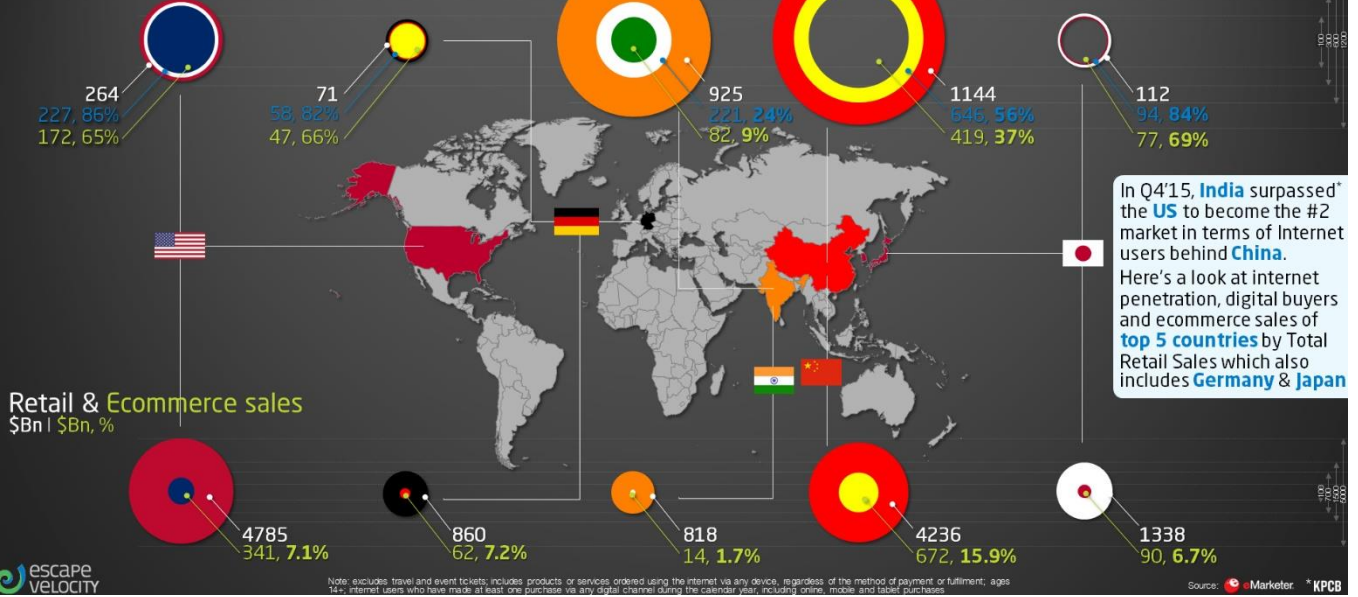 264
227, 86%
172, 65%
71
58, 82%
47, 66%
925
221, 24%
82, 9%
1144
646, 56%
419, 37%
112
94, 84%
77, 69%
In Q4'15, India surpassed*
the US to become the #2
market in terms of Internet
users behind China.
Here's a look at internet
penetration, digital buyers
and ecommerce sales of
top 5 countries by Total
Retail Sales which also
includes Germany & Japan
Retail & Ecommerce sales
$Bn | $Bn, %
4785
341, 7.1%
860
62, 7.2%
818
14, 1.7%
4236
672, 15.9%
1338
90, 6.7%
escape
VELOCITY
Note: excludes travel and event tickets; includes products or services ordered using the internet via any device, regardless of the method of payment or fulfilment; ages
14+; internet users who have made at least one purchase via any digital channel during the calendar year, including online, mobile and tablet purchases
Source: eMarketer. *KPCB